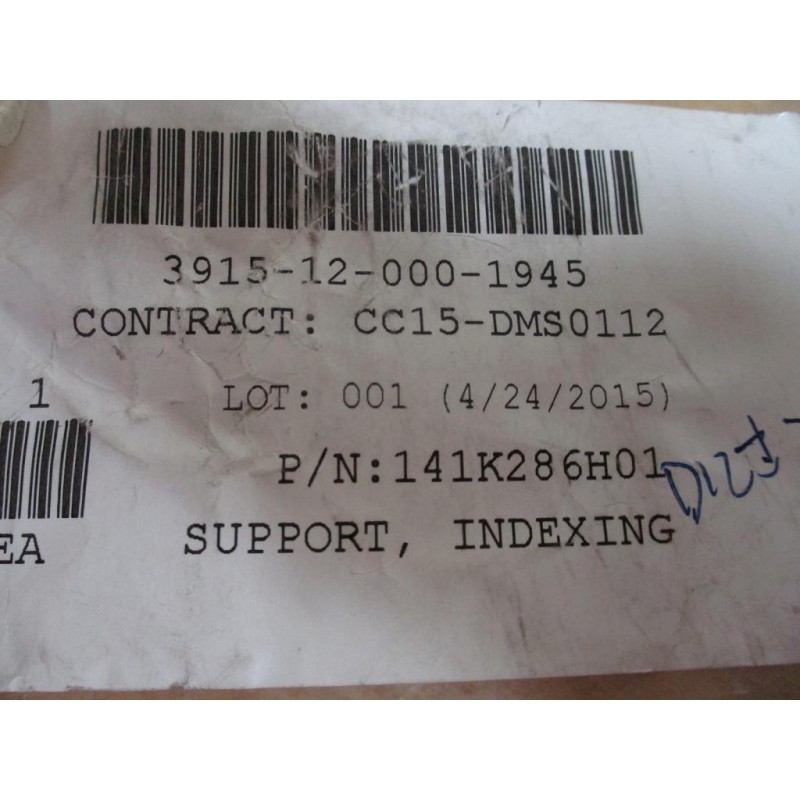 3915-12-000-1945
CONTRACT: CC15-DMS0112
1 LOT: 001 (4/24/2015)
P/N:141K286H01
EA SUPPORT, INDEXING